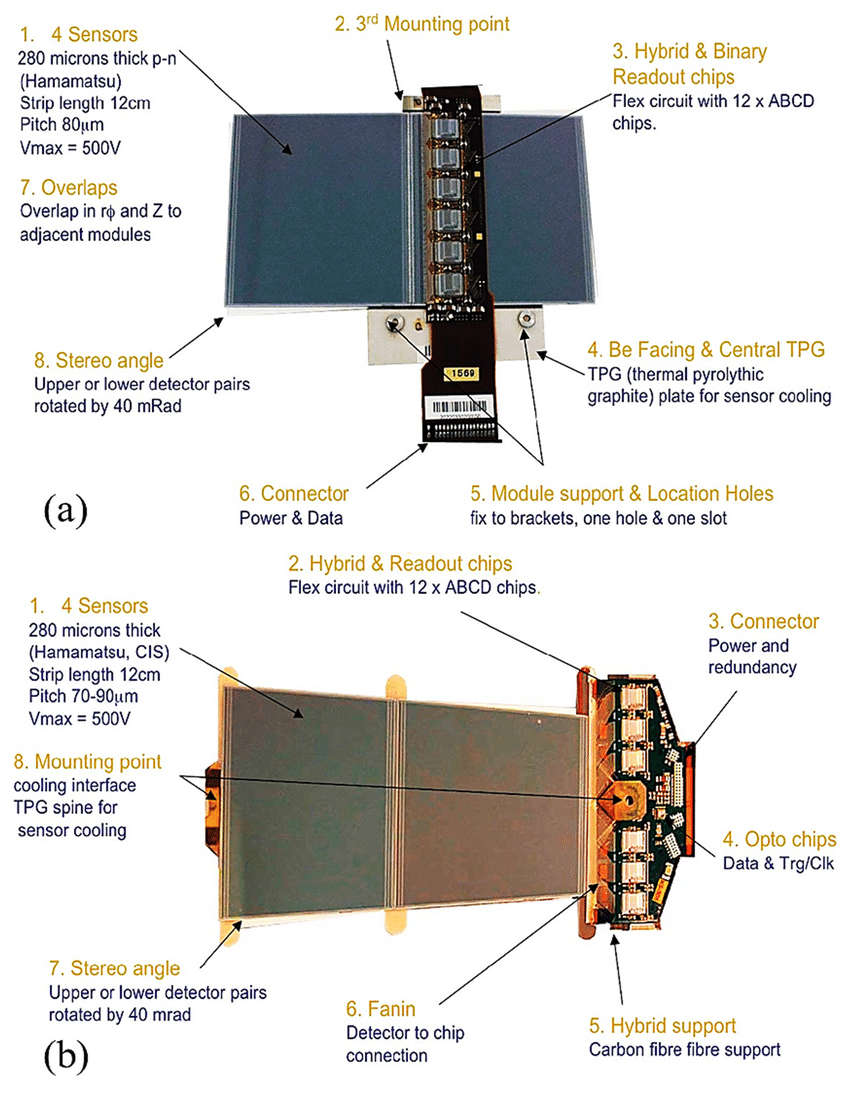 1. 4 Sensors
280 microns thick p-n
(Hamamatsu)
Strip length 12cm
Pitch 80μm
Vmax = 500V
2. 3rd Mounting point
3. Hybrid & Binary
Readout chips
Flex circuit with 12 x ABCD
chips.
7. Overlaps
Overlap in rϕ and Z to
adjacent modules
8. Stereo angle
Upper or lower detector pairs
rotated by 40 mRad
4. Be Facing & Central TPG
TPG (thermal pyrolythic
graphite) plate for sensor cooling
1569
6. Connector
Power & Data
5. Module support & Location Holes
fix to brackets, one hole & one slot
(a)
2. Hybrid & Readout chips
Flex circuit with 12 x ABCD chips.
1. 4 Sensors
280 microns thick
(Hamamatsu, CIS)
Strip length 12cm
Pitch 70-90μm
Vmax = 500V
3. Connector
Power and
redundancy
8. Mounting point
cooling interface
TPG spine for
sensor cooling
4. Opto chips
Data & Trg/Clk
7. Stereo angle
Upper or lower detector pairs
rotated by 40 mrad
6. Fanin
Detector to chip
connection
5. Hybrid support
Carbon fibre fibre support
(b)